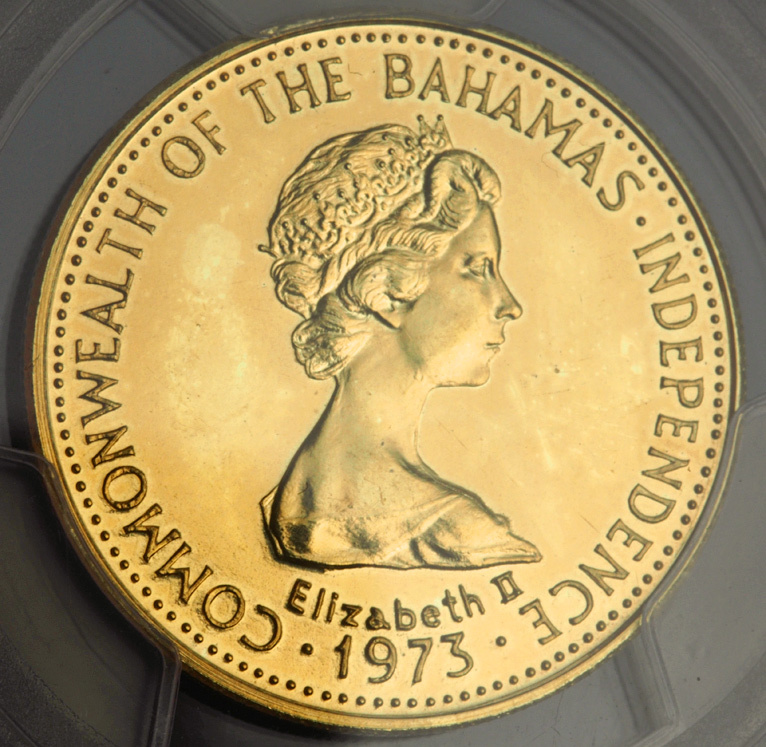 COMMONWEALTH OF THE BAHAMAS · INDEPENDENCE
Elizabeth II
· 1973 ·